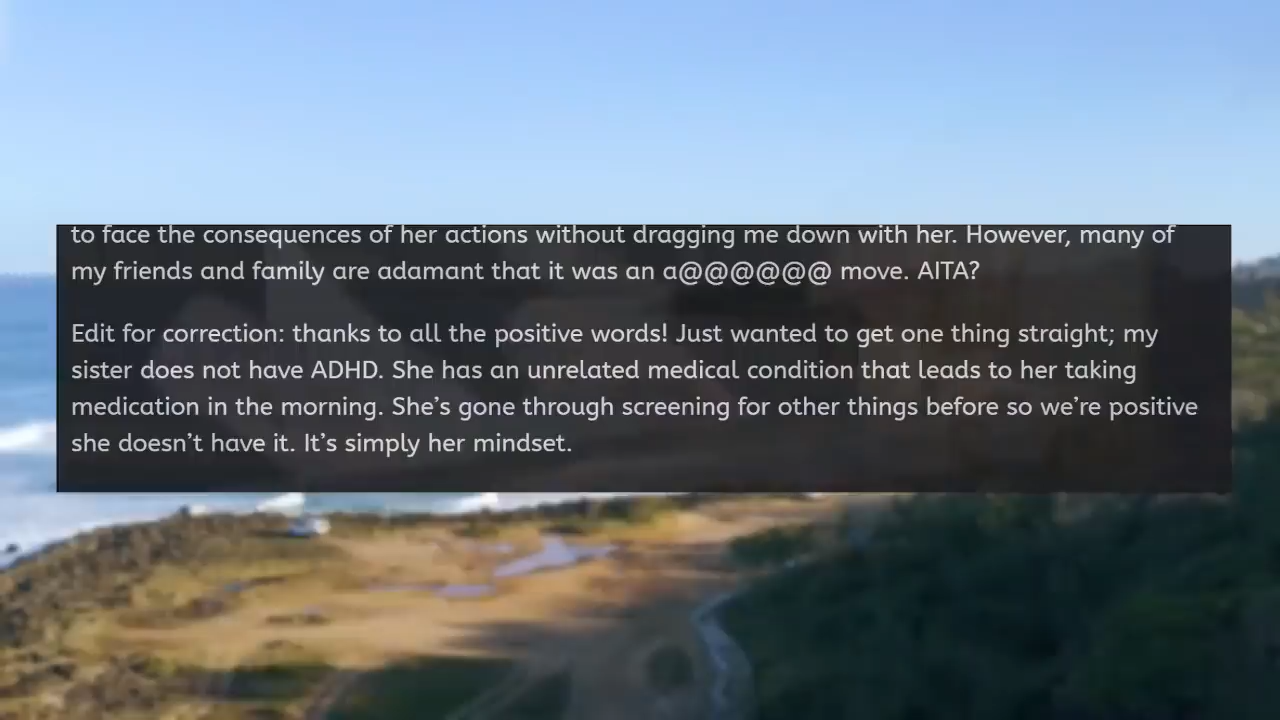 to face the consequences of her actions without dragging me down with her. However, many of
my friends and family are adamant that it was an a@@@@@@ move. AITA?
Edit for correction: thanks to all the positive words! Just wanted to get one thing straight; my
sister does not have ADHD. She has an unrelated medical condition that leads to her taking
medication in the morning. She’s gone through screening for other things before so we’re positive
she doesn’t have it. It’s simply her mindset.